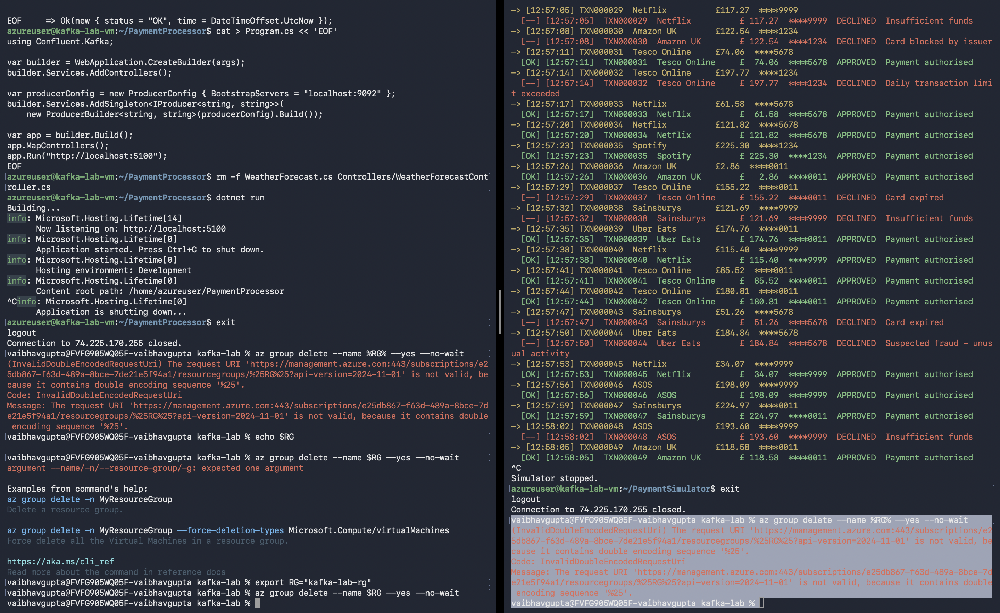 EOF     => Ok(new { status = "OK", time = DateTimeOffset.UtcNow });
azureuser@kafka-lab-vm:~/PaymentProcessor$ cat > Program.cs << 'EOF'
using Confluent.Kafka;
var builder = WebApplication.CreateBuilder(args);
builder.Services.AddControllers();
var producerConfig = new ProducerConfig { BootstrapServers = "localhost:9092" };
builder.Services.AddSingleton<IProducer<string, string>>(
    new ProducerBuilder<string, string>(producerConfig).Build());
var app = builder.Build();
app.MapControllers();
app.Run("http://localhost:5100");
EOF
[azureuser@kafka-lab-vm:~/PaymentProcessor$ rm -f WeatherForecast.cs Controllers/WeatherForecastCont]
[roller.cs ]
azureuser@kafka-lab-vm:~/PaymentProcessor$ dotnet run
Building...
info: Microsoft.Hosting.Lifetime[14]
      Now listening on: http://localhost:5100
info: Microsoft.Hosting.Lifetime[0]
      Application started. Press Ctrl+C to shut down.
info: Microsoft.Hosting.Lifetime[0]
      Hosting environment: Development
info: Microsoft.Hosting.Lifetime[0]
      Content root path: /home/azureuser/PaymentProcessor
^Cinfo: Microsoft.Hosting.Lifetime[0]
      Application is shutting down...
[azureuser@kafka-lab-vm:~/PaymentProcessor$ exit ]
logout
Connection to 74.225.170.255 closed.
[vaibhavgupta@FVFG905WQ05F-vaibhavgupta kafka-lab % az group delete --name %RG% --yes --no-wait ]
(InvalidDoubleEncodedRequestUri) The request URI 'https://management.azure.com:443/subscriptions/e2
5db867-f63d-489a-8bce-7de21e5f94a1/resourcegroups/%25RG%25?api-version=2024-11-01' is not valid, be
cause it contains double encoding sequence '%25'.
Code: InvalidDoubleEncodedRequestUri
Message: The request URI 'https://management.azure.com:443/subscriptions/e25db867-f63d-489a-8bce-7d
e21e5f94a1/resourcegroups/%25RG%25?api-version=2024-11-01' is not valid, because it contains double
 encoding sequence '%25'.
[vaibhavgupta@FVFG905WQ05F-vaibhavgupta kafka-lab % echo $RG ]
[vaibhavgupta@FVFG905WQ05F-vaibhavgupta kafka-lab % az group delete --name $RG --yes --no-wait ]
argument --name/-n/--resource-group/-g: expected one argument
Examples from command's help:
az group delete -n MyResourceGroup
Delete a resource group.
az group delete -n MyResourceGroup --force-deletion-types Microsoft.Compute/virtualMachines
Force delete all the Virtual Machines in a resource group.
https://aka.ms/cli_ref
Read more about the command in reference docs
[vaibhavgupta@FVFG905WQ05F-vaibhavgupta kafka-lab % export RG="kafka-lab-rg" ]
[vaibhavgupta@FVFG905WQ05F-vaibhavgupta kafka-lab % az group delete --name $RG --yes --no-wait ]
vaibhavgupta@FVFG905WQ05F-vaibhavgupta kafka-lab %
-> [12:57:05] TXN000029  Netflix          £117.27  ****9999
  [--] [12:57:05]  TXN000029  Netflix          £ 117.27  ****9999  DECLINED  Insufficient funds
-> [12:57:08] TXN000030  Amazon UK        £122.54  ****1234
  [--] [12:57:08]  TXN000030  Amazon UK        £ 122.54  ****1234  DECLINED  Card blocked by issuer
-> [12:57:11] TXN000031  Tesco Online     £74.06  ****5678
  [OK] [12:57:11]  TXN000031  Tesco Online     £  74.06  ****5678  APPROVED  Payment authorised
-> [12:57:14] TXN000032  Tesco Online     £197.77  ****1234
  [--] [12:57:14]  TXN000032  Tesco Online     £ 197.77  ****1234  DECLINED  Daily transaction limi
t exceeded
-> [12:57:17] TXN000033  Netflix          £61.58  ****5678
  [OK] [12:57:17]  TXN000033  Netflix          £  61.58  ****5678  APPROVED  Payment authorised
-> [12:57:20] TXN000034  Netflix          £121.82  ****5678
  [OK] [12:57:20]  TXN000034  Netflix          £ 121.82  ****5678  APPROVED  Payment authorised
-> [12:57:23] TXN000035  Spotify          £225.30  ****1234
  [OK] [12:57:23]  TXN000035  Spotify          £ 225.30  ****1234  APPROVED  Payment authorised
-> [12:57:26] TXN000036  Amazon UK        £2.86  ****0011
  [OK] [12:57:26]  TXN000036  Amazon UK        £   2.86  ****0011  APPROVED  Payment authorised
-> [12:57:29] TXN000037  Tesco Online     £155.22  ****0011
  [--] [12:57:29]  TXN000037  Tesco Online     £ 155.22  ****0011  DECLINED  Card expired
-> [12:57:32] TXN000038  Sainsburys       £121.69  ****9999
  [--] [12:57:32]  TXN000038  Sainsburys       £ 121.69  ****9999  DECLINED  Insufficient funds
-> [12:57:35] TXN000039  Uber Eats        £174.76  ****0011
  [OK] [12:57:35]  TXN000039  Uber Eats        £ 174.76  ****0011  APPROVED  Payment authorised
-> [12:57:38] TXN000040  Netflix          £115.40  ****9999
  [OK] [12:57:38]  TXN000040  Netflix          £ 115.40  ****9999  APPROVED  Payment authorised
-> [12:57:41] TXN000041  Tesco Online     £85.52  ****0011
  [OK] [12:57:41]  TXN000041  Tesco Online     £  85.52  ****0011  APPROVED  Payment authorised
-> [12:57:44] TXN000042  Tesco Online     £180.81  ****0011
  [OK] [12:57:44]  TXN000042  Tesco Online     £ 180.81  ****0011  APPROVED  Payment authorised
-> [12:57:47] TXN000043  Sainsburys       £51.26  ****5678
  [--] [12:57:47]  TXN000043  Sainsburys       £  51.26  ****5678  DECLINED  Card expired
-> [12:57:50] TXN000044  Uber Eats        £184.84  ****5678
  [--] [12:57:50]  TXN000044  Uber Eats        £ 184.84  ****5678  DECLINED  Suspected fraud - unus
ual activity
-> [12:57:53] TXN000045  Netflix          £34.07  ****9999
  [OK] [12:57:53]  TXN000045  Netflix          £  34.07  ****9999  APPROVED  Payment authorised
-> [12:57:56] TXN000046  ASOS             £198.09  ****9999
  [OK] [12:57:56]  TXN000046  ASOS             £ 198.09  ****9999  APPROVED  Payment authorised
-> [12:57:59] TXN000047  Sainsburys       £224.97  ****0011
  [OK] [12:57:59]  TXN000047  Sainsburys       £ 224.97  ****0011  APPROVED  Payment authorised
-> [12:58:02] TXN000048  ASOS             £193.60  ****9999
  [--] [12:58:02]  TXN000048  ASOS             £ 193.60  ****9999  DECLINED  Insufficient funds
-> [12:58:05] TXN000049  Amazon UK        £118.58  ****0011
  [OK] [12:58:05]  TXN000049  Amazon UK        £ 118.58  ****0011  APPROVED  Payment authorised
^C
Simulator stopped.
[azureuser@kafka-lab-vm:~/PaymentSimulator$ exit ]
logout
Connection to 74.225.170.255 closed.
[vaibhavgupta@FVFG905WQ05F-vaibhavgupta kafka-lab % az group delete --name %RG% --yes --no-wait ]
(InvalidDoubleEncodedRequestUri) The request URI 'https://management.azure.com:443/subscriptions/e2
5db867-f63d-489a-8bce-7de21e5f94a1/resourcegroups/%25RG%25?api-version=2024-11-01' is not valid, be
cause it contains double encoding sequence '%25'.
Code: InvalidDoubleEncodedRequestUri
Message: The request URI 'https://management.azure.com:443/subscriptions/e25db867-f63d-489a-8bce-7d
e21e5f94a1/resourcegroups/%25RG%25?api-version=2024-11-01' is not valid, because it contains double
 encoding sequence '%25'.
vaibhavgupta@FVFG905WQ05F-vaibhavgupta kafka-lab %